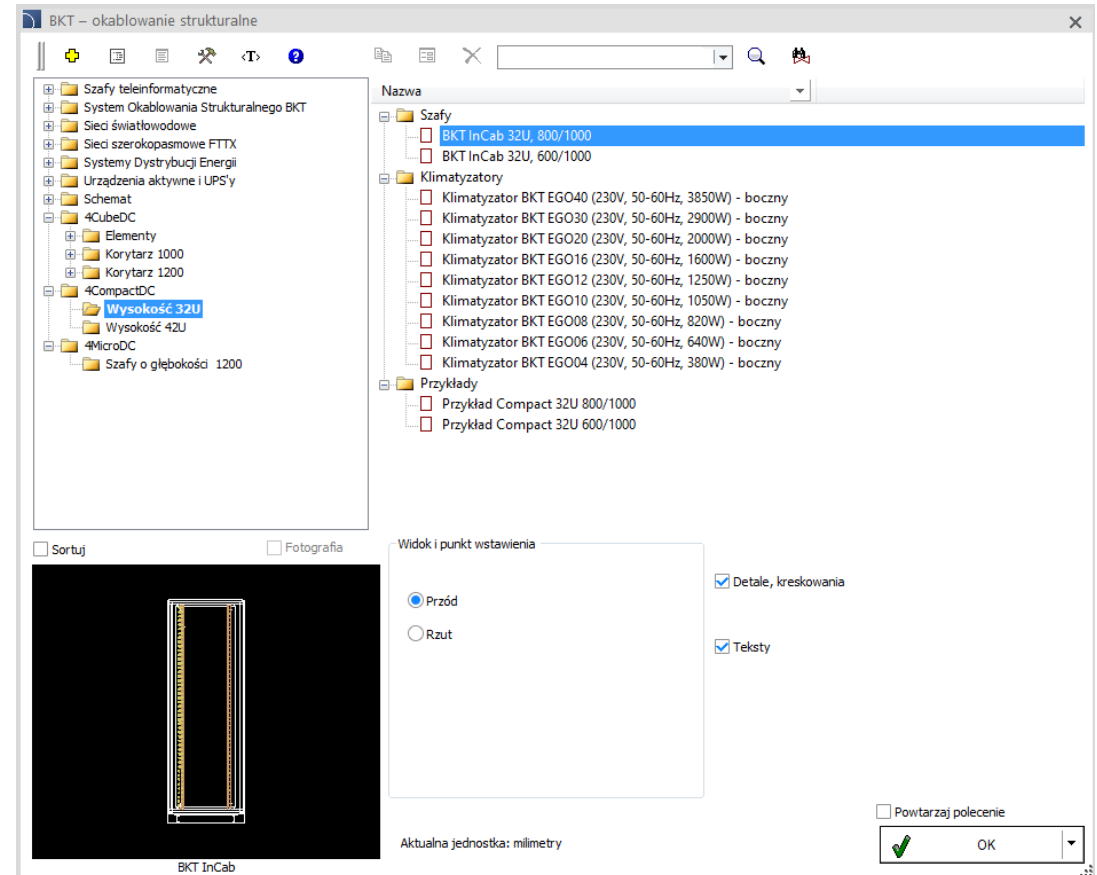 BKT – okablowanie strukturalne
‹T›
Szafy teleinformatyczne
System Okablowania Strukturalnego BKT
Sieci światłowodowe
Sieci szerokopasmowe FTTX
Systemy Dystrybucji Energii
Urządzenia aktywne i UPS'y
Schemat
4CubeDC
Elementy
Korytarz 1000
Korytarz 1200
4CompactDC
Wysokość 32U
Wysokość 42U
4MicroDC
Szafy o głębokości 1200
Nazwa
Szafy
BKT InCab 32U, 800/1000
BKT InCab 32U, 600/1000
Klimatyzatory
Klimatyzator BKT EGO40 (230V, 50-60Hz, 3850W) - boczny
Klimatyzator BKT EGO30 (230V, 50-60Hz, 2900W) - boczny
Klimatyzator BKT EGO20 (230V, 50-60Hz, 2000W) - boczny
Klimatyzator BKT EGO16 (230V, 50-60Hz, 1600W) - boczny
Klimatyzator BKT EGO12 (230V, 50-60Hz, 1250W) - boczny
Klimatyzator BKT EGO10 (230V, 50-60Hz, 1050W) - boczny
Klimatyzator BKT EGO08 (230V, 50-60Hz, 820W) - boczny
Klimatyzator BKT EGO06 (230V, 50-60Hz, 640W) - boczny
Klimatyzator BKT EGO04 (230V, 50-60Hz, 380W) - boczny
Przykłady
Przykład Compact 32U 800/1000
Przykład Compact 32U 600/1000
Sortuj
Fotografia
BKT InCab
Widok i punkt wstawienia
Przód
Rzut
Detale, kreskowania
Teksty
Aktualna jednostka: milimetry
Powtarzaj polecenie
OK